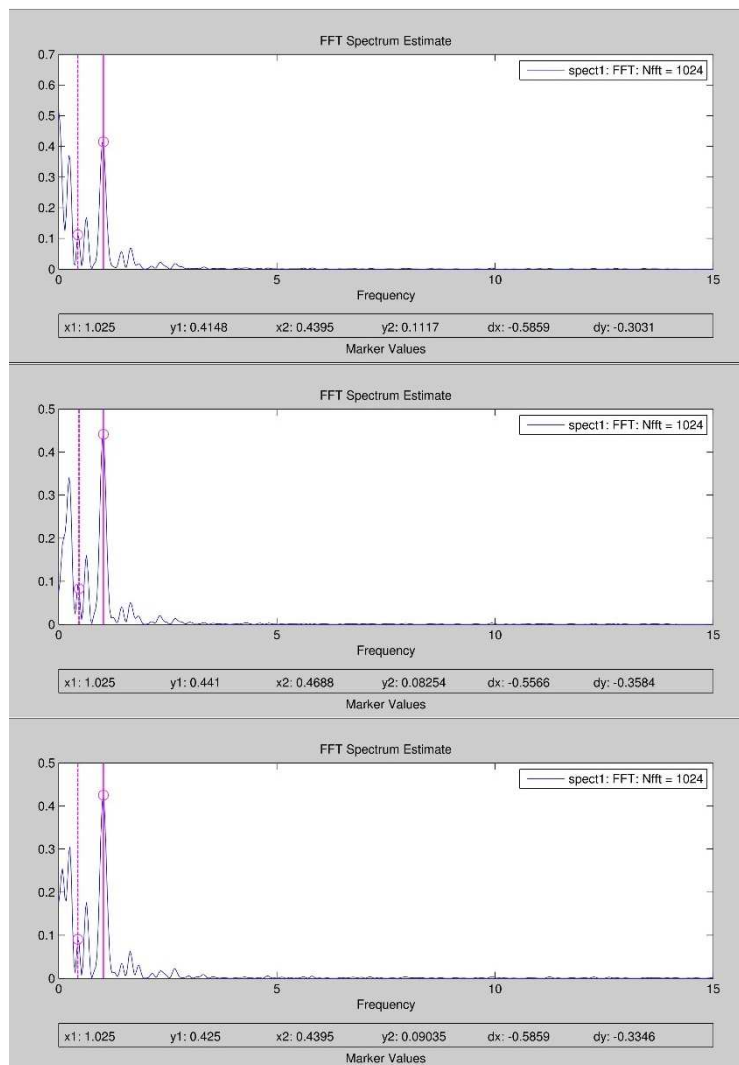 FFT Spectrum Estimate
0.7
spect1: FFT: Nfft = 1024
0.6
0.5
0.4
0.3
0.2
0.1
0
0 5 10 15
Frequency
x1: 1.025 y1: 0.4148 x2: 0.4395 y2: 0.1117 dx: -0.5859 dy: -0.3031
Marker Values
FFT Spectrum Estimate
0.5
spect1: FFT: Nfft = 1024
0.4
0.3
0.2
0.1
0
0 5 10 15
Frequency
x1: 1.025 y1: 0.441 x2: 0.4688 y2: 0.08254 dx: -0.5566 dy: -0.3584
Marker Values
FFT Spectrum Estimate
0.5
spect1: FFT: Nfft = 1024
0.4
0.3
0.2
0.1
0
0 5 10 15
Frequency
x1: 1.025 y1: 0.425 x2: 0.4395 y2: 0.09035 dx: -0.5859 dy: -0.3346
Marker Values